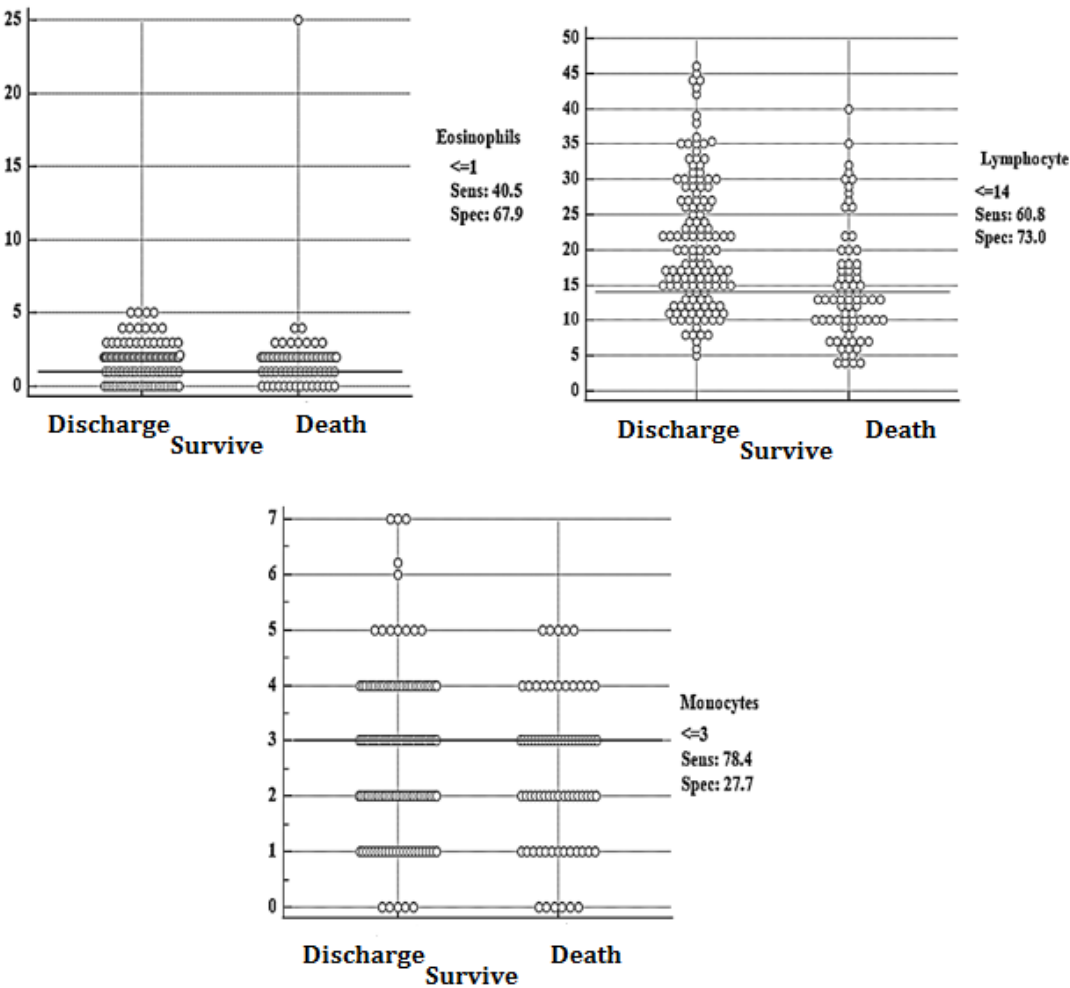 25
20
15
10
5
0
Discharge
Death
Survive
Eosinophils
<=1
Sens: 40.5
Spec: 67.9
50
45
40
35
30
25
20
15
10
5
0
Discharge
Death
Survive
Lymphocyte
<=14
Sens: 60.8
Spec: 73.0
7
6
5
4
3
2
1
0
Discharge
Death
Survive
Monocytes
<=3
Sens: 78.4
Spec: 27.7